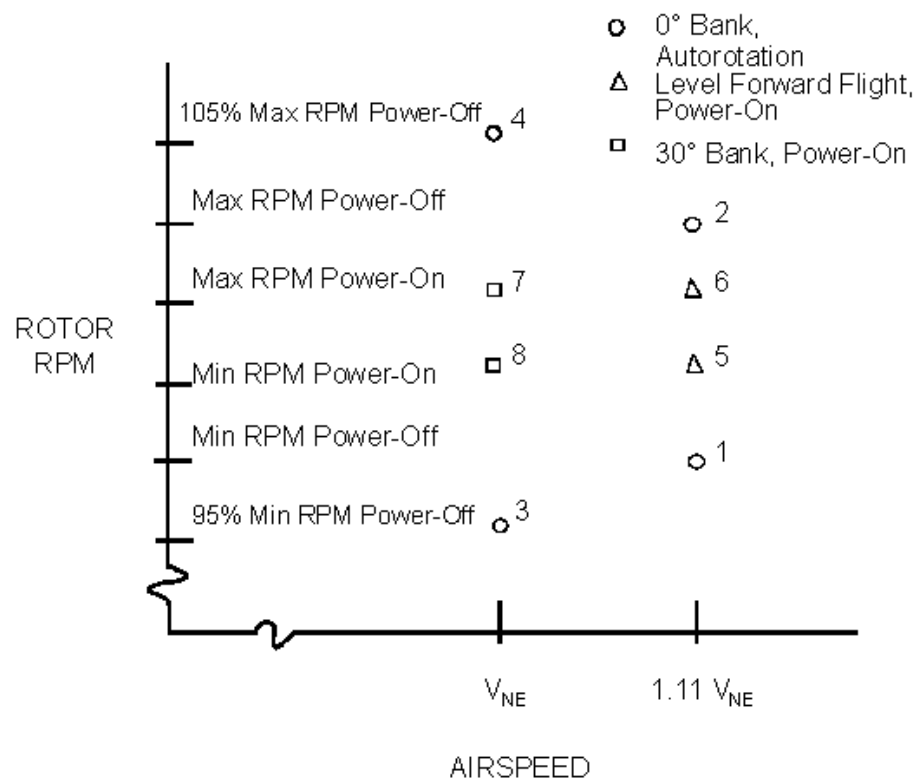 0° Bank,
Autorotation
Level Forward Flight,
Power-On
30° Bank, Power-On
105% Max RPM Power-Off
4
Max RPM Power-Off
2
Max RPM Power-On
7
6
ROTOR
RPM
Min RPM Power-On
8
5
Min RPM Power-Off
1
95% Min RPM Power-Off
3
VNE
1.11 VNE
AIRSPEED